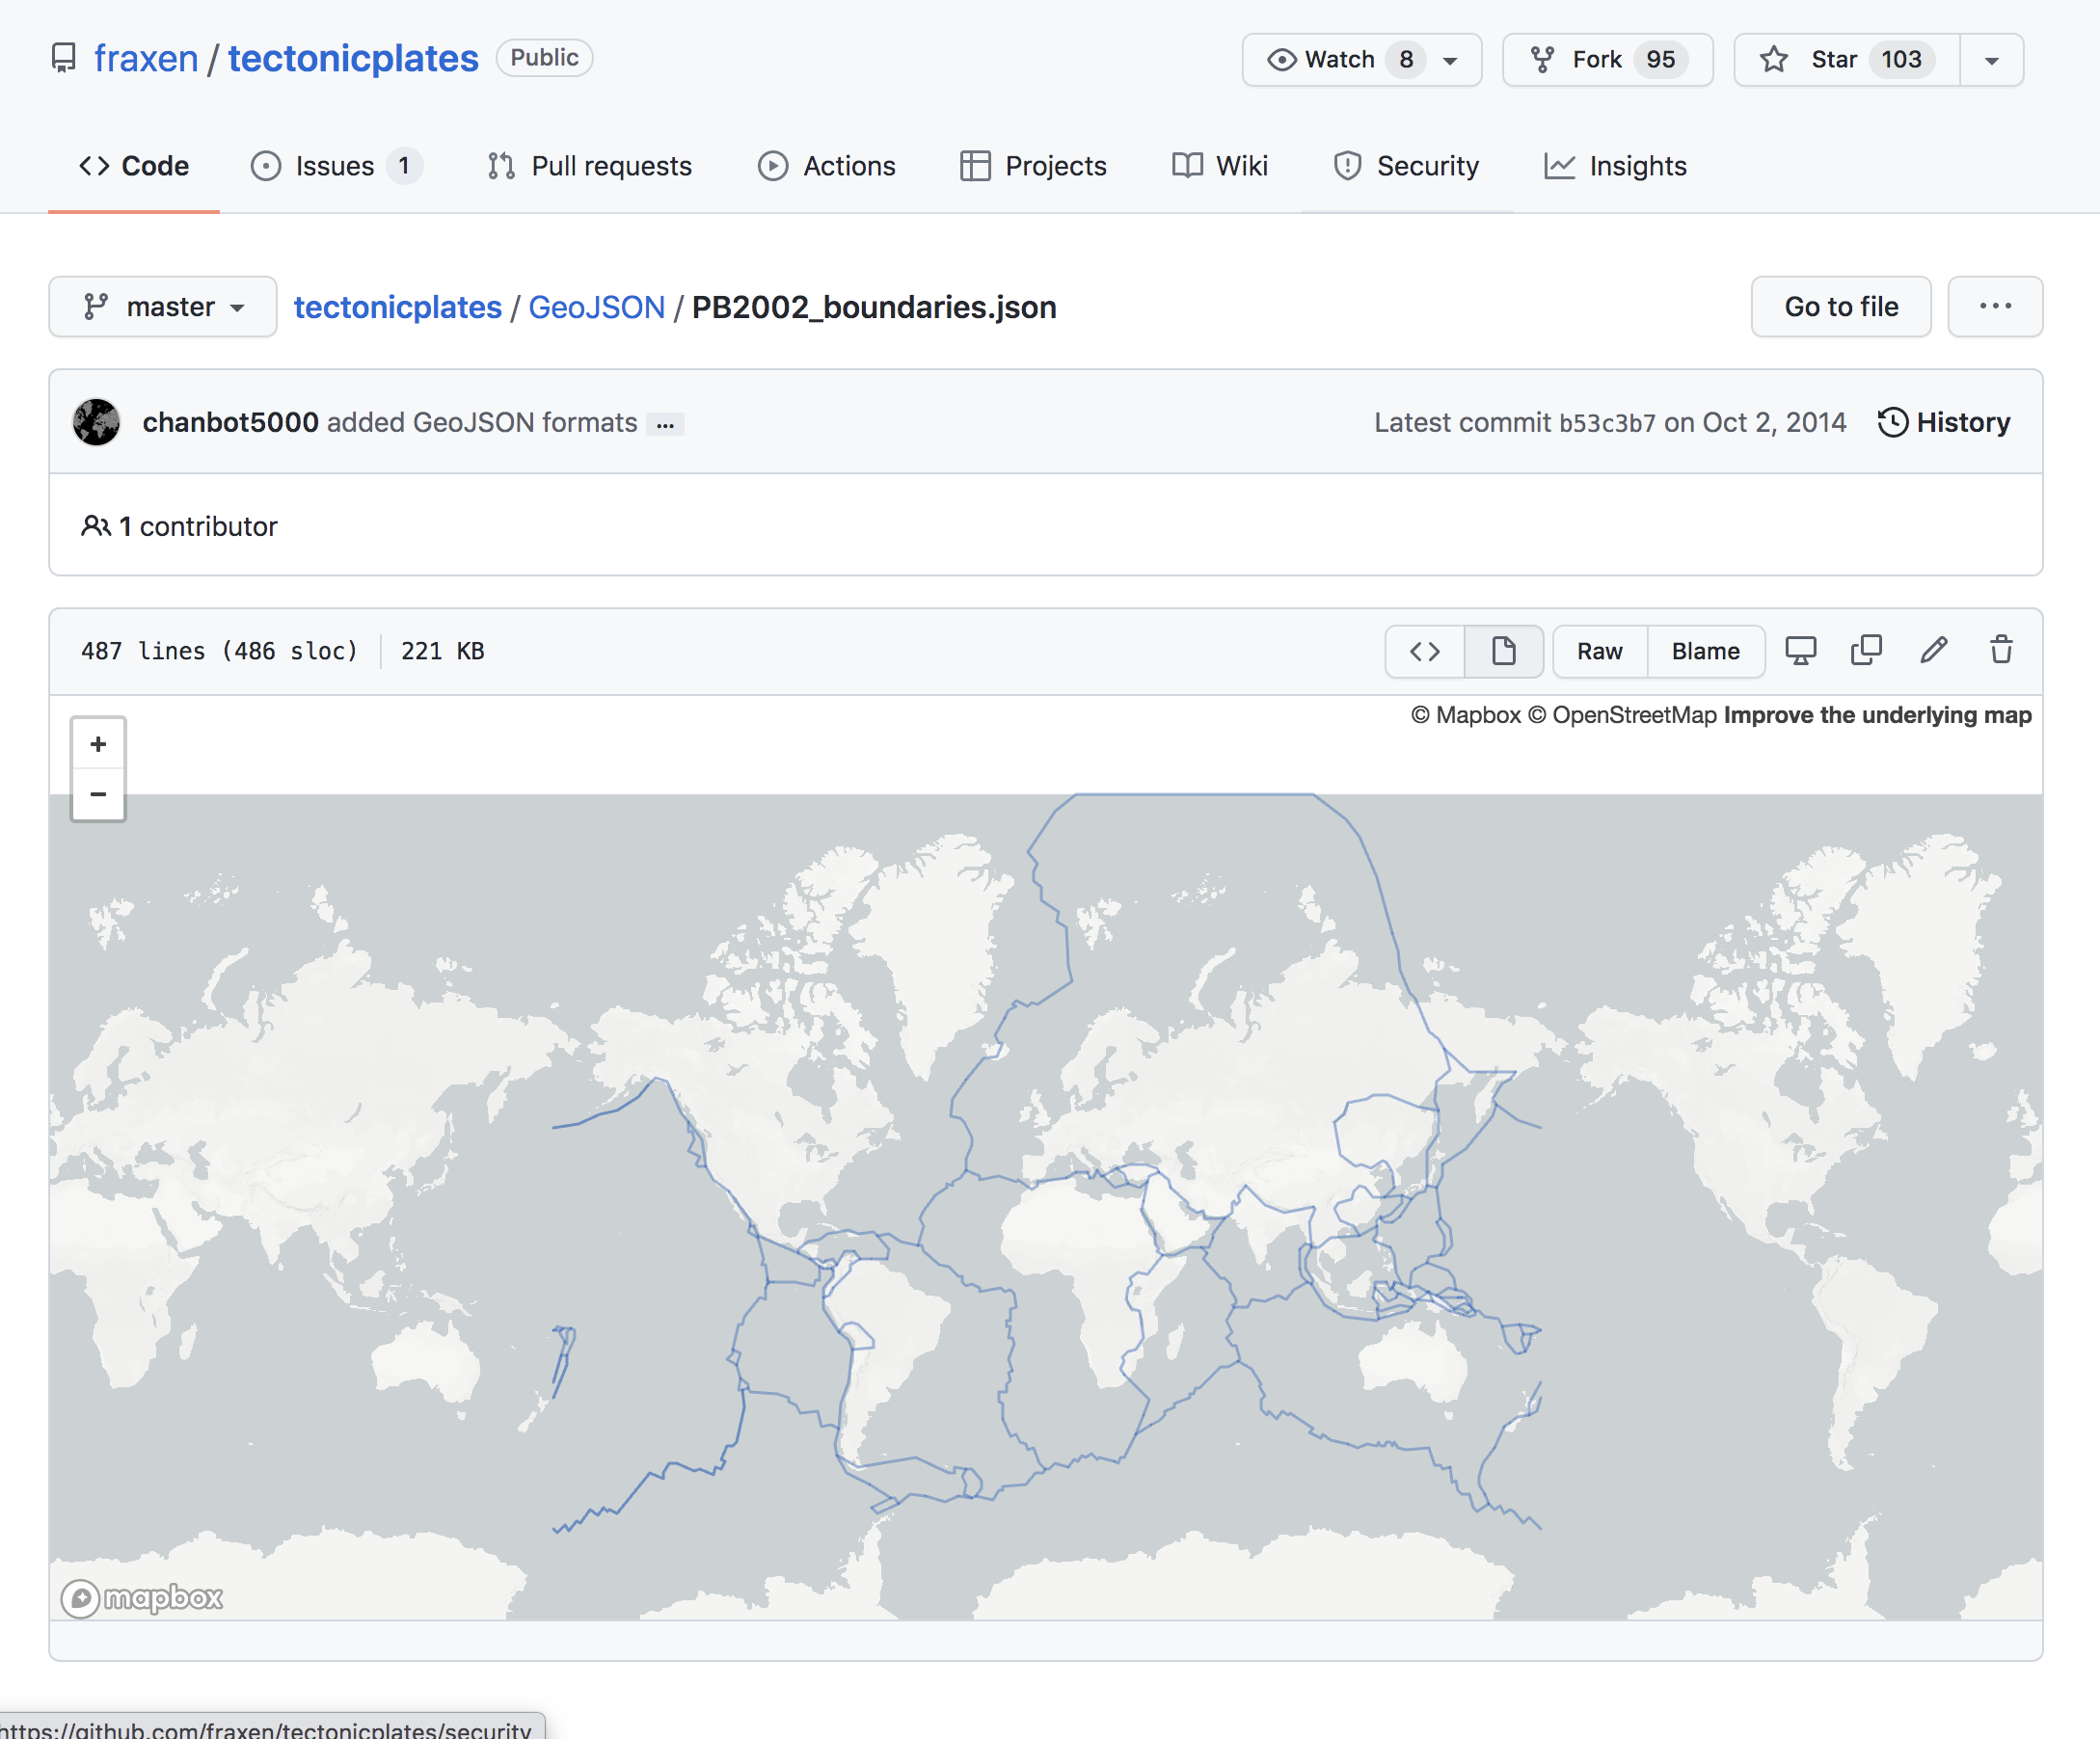 fraxen / tectonicplates Public
Watch 8 Fork 95 Star 103
Code Issues 1 Pull requests Actions Projects Wiki Security Insights
master tectonicplates / GeoJSON / PB2002_boundaries.json Go to file ...
chanbot5000 added GeoJSON formats ... Latest commit b53c3b7 on Oct 2, 2014 History
1 contributor
487 lines (486 sloc) 221 KB <> Raw Blame
© Mapbox © OpenStreetMap Improve the underlying map
+
−
mapbox
https://github.com/fraxen/tectonicplates/security